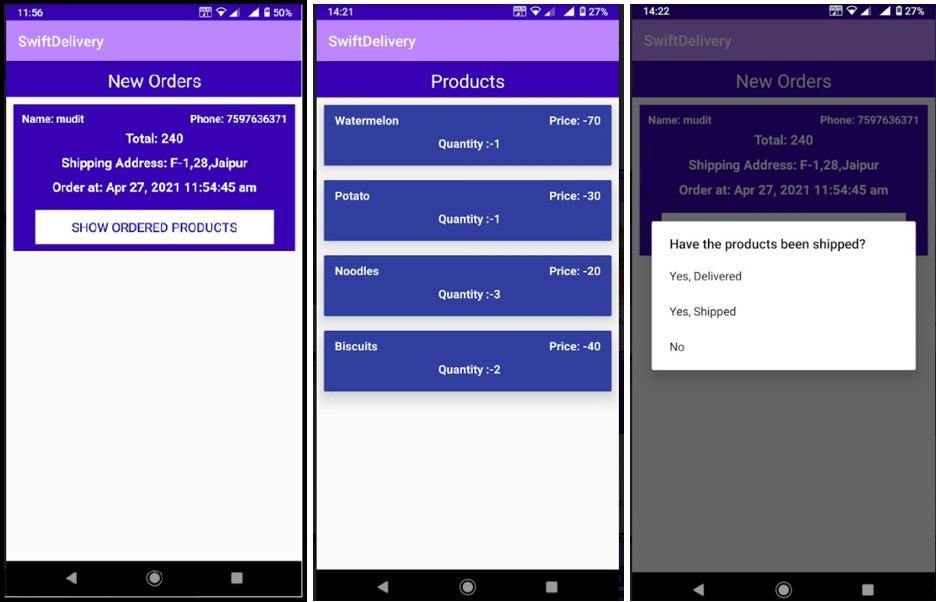 11:56 50%
SwiftDelivery
New Orders
Name: mudit Phone: 7597636371
Total: 240
Shipping Address: F-1,28,Jaipur
Order at: Apr 27, 2021 11:54:45 am
SHOW ORDERED PRODUCTS
14:21 27%
SwiftDelivery
Products
Watermelon Price: -70
Quantity :-1
Potato Price: -30
Quantity :-1
Noodles Price: -20
Quantity :-3
Biscuits Price: -40
Quantity :-2
14:22 27%
SwiftDelivery
New Orders
Name: mudit Phone: 7597636371
Total: 240
Shipping Address: F-1,28,Jaipur
Order at: Apr 27, 2021 11:54:45 am
Have the products been shipped?
Yes, Delivered
Yes, Shipped
No